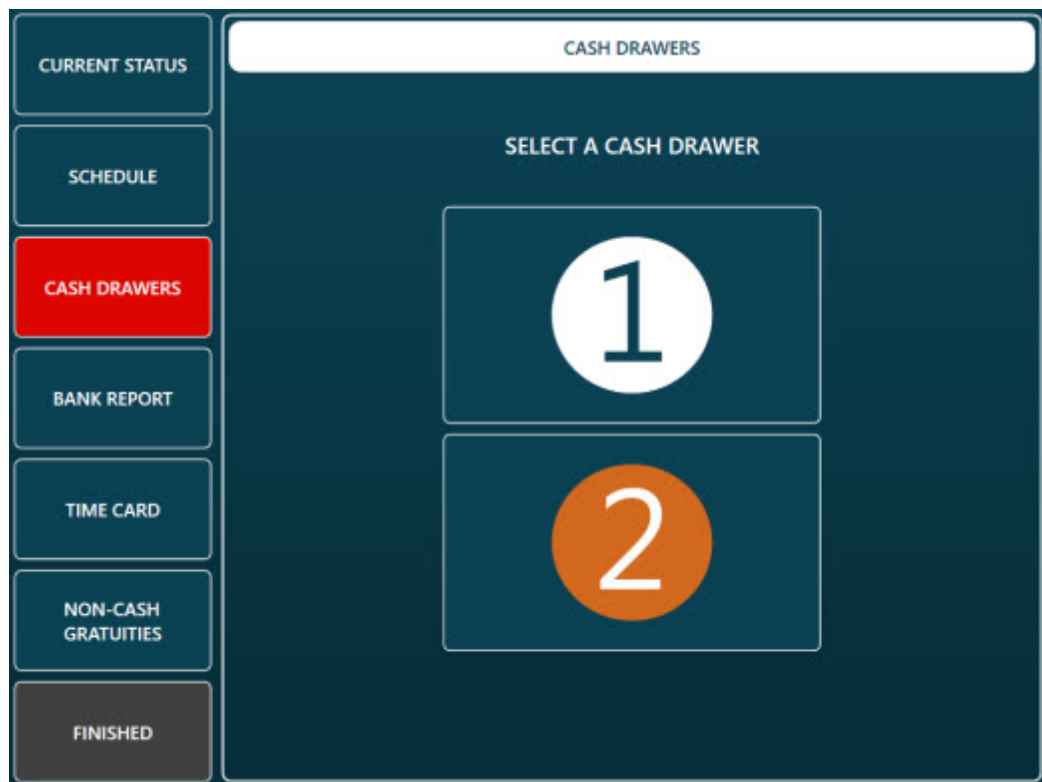 CURRENT STATUS
SCHEDULE
CASH DRAWERS
BANK REPORT
TIME CARD
NON-CASH
GRATUITIES
FINISHED
CASH DRAWERS
SELECT A CASH DRAWER
1
2